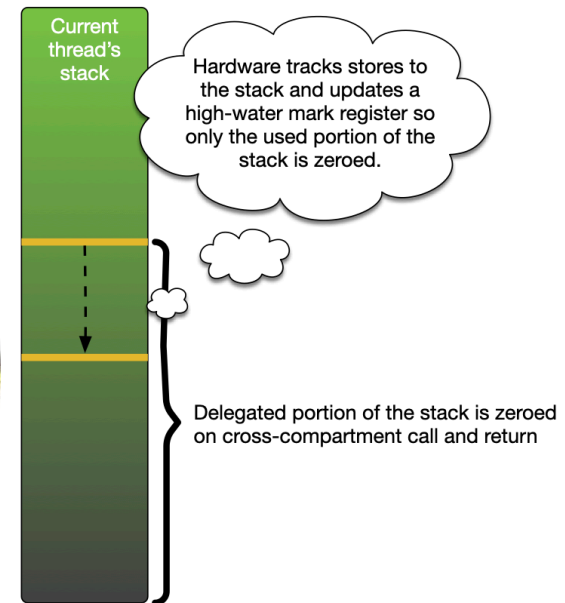 Current
thread’s
stack
Hardware tracks stores to
the stack and updates a
high-water mark register so
only the used portion of the
stack is zeroed.
Delegated portion of the stack is zeroed
on cross-compartment call and return